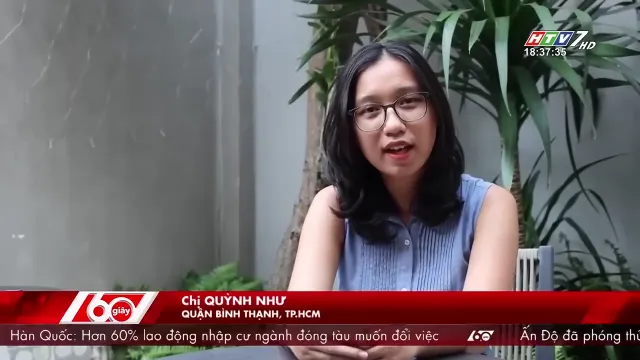 HTV7 HD
18:37:35
60 giây
Chị QUỲNH NHƯ
QUẬN BÌNH THẠNH, TP.HCM
Hàn Quốc: Hơn 60% lao động nhập cư ngành đóng tàu muốn đổi việc 60 Ấn Độ đã phóng